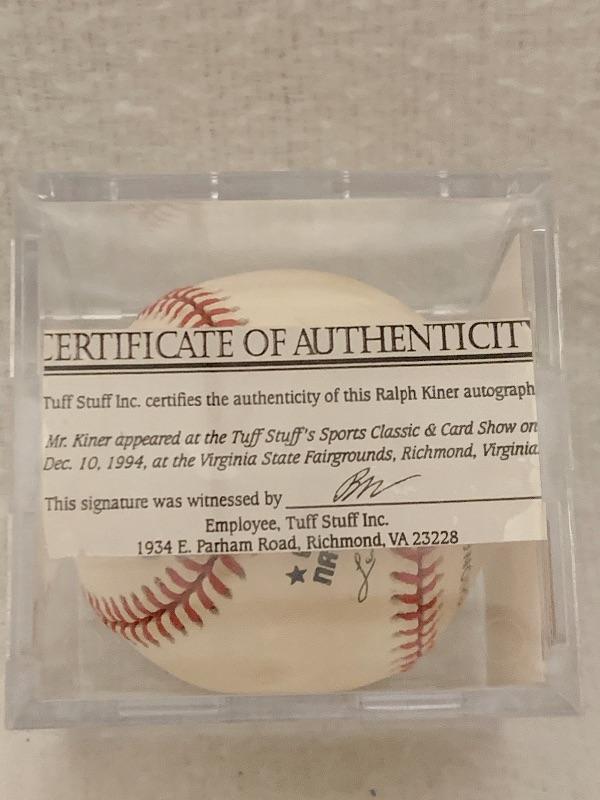 CERTIFICATE OF AUTHENTICITY
Tuff Stuff Inc. certifies the authenticity of this Ralph Kiner autograph
Mr. Kiner appeared at the Tuff Stuff's Sports Classic & Card Show on
Dec. 10, 1994, at the Virginia State Fairgrounds, Richmond, Virginia.
This signature was witnessed by
Employee, Tuff Stuff Inc.
1934 E. Parham Road, Richmond, VA 23228
NA